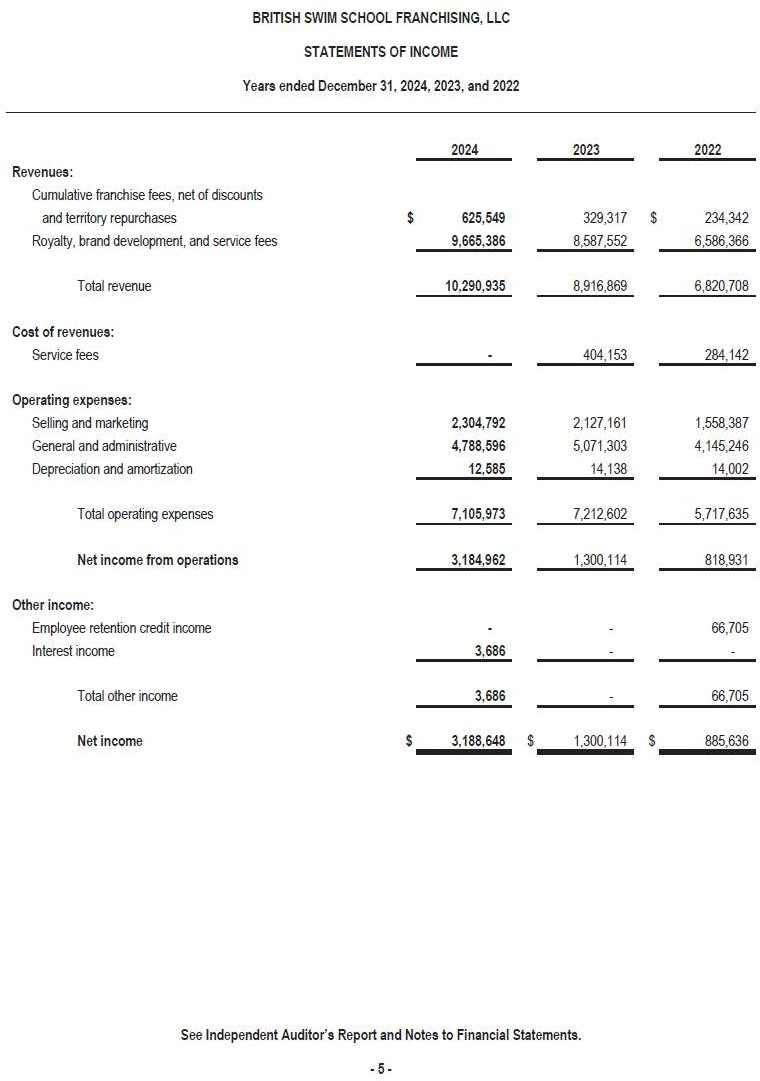 BRITISH SWIM SCHOOL FRANCHISING, LLC
STATEMENTS OF INCOME
Years ended December 31, 2024, 2023, and 2022
2024 2023 2022
Revenues:
Cumulative franchise fees, net of discounts
and territory repurchases $ 625,549 329,317 $ 234,342
Royalty, brand development, and service fees 9,665,386 8,587,552 6,586,366
Total revenue 10,290,935 8,916,869 6,820,708
Cost of revenues:
Service fees - 404,153 284,142
Operating expenses:
Selling and marketing 2,304,792 2,127,161 1,558,387
General and administrative 4,788,596 5,071,303 4,145,246
Depreciation and amortization 12,585 14,138 14,002
Total operating expenses 7,105,973 7,212,602 5,717,635
Net income from operations 3,184,962 1,300,114 818,931
Other income:
Employee retention credit income - - 66,705
Interest income 3,686 - -
Total other income 3,686 - 66,705
Net income $ 3,188,648 $ 1,300,114 $ 885,636
See Independent Auditor's Report and Notes to Financial Statements.
- 5 -